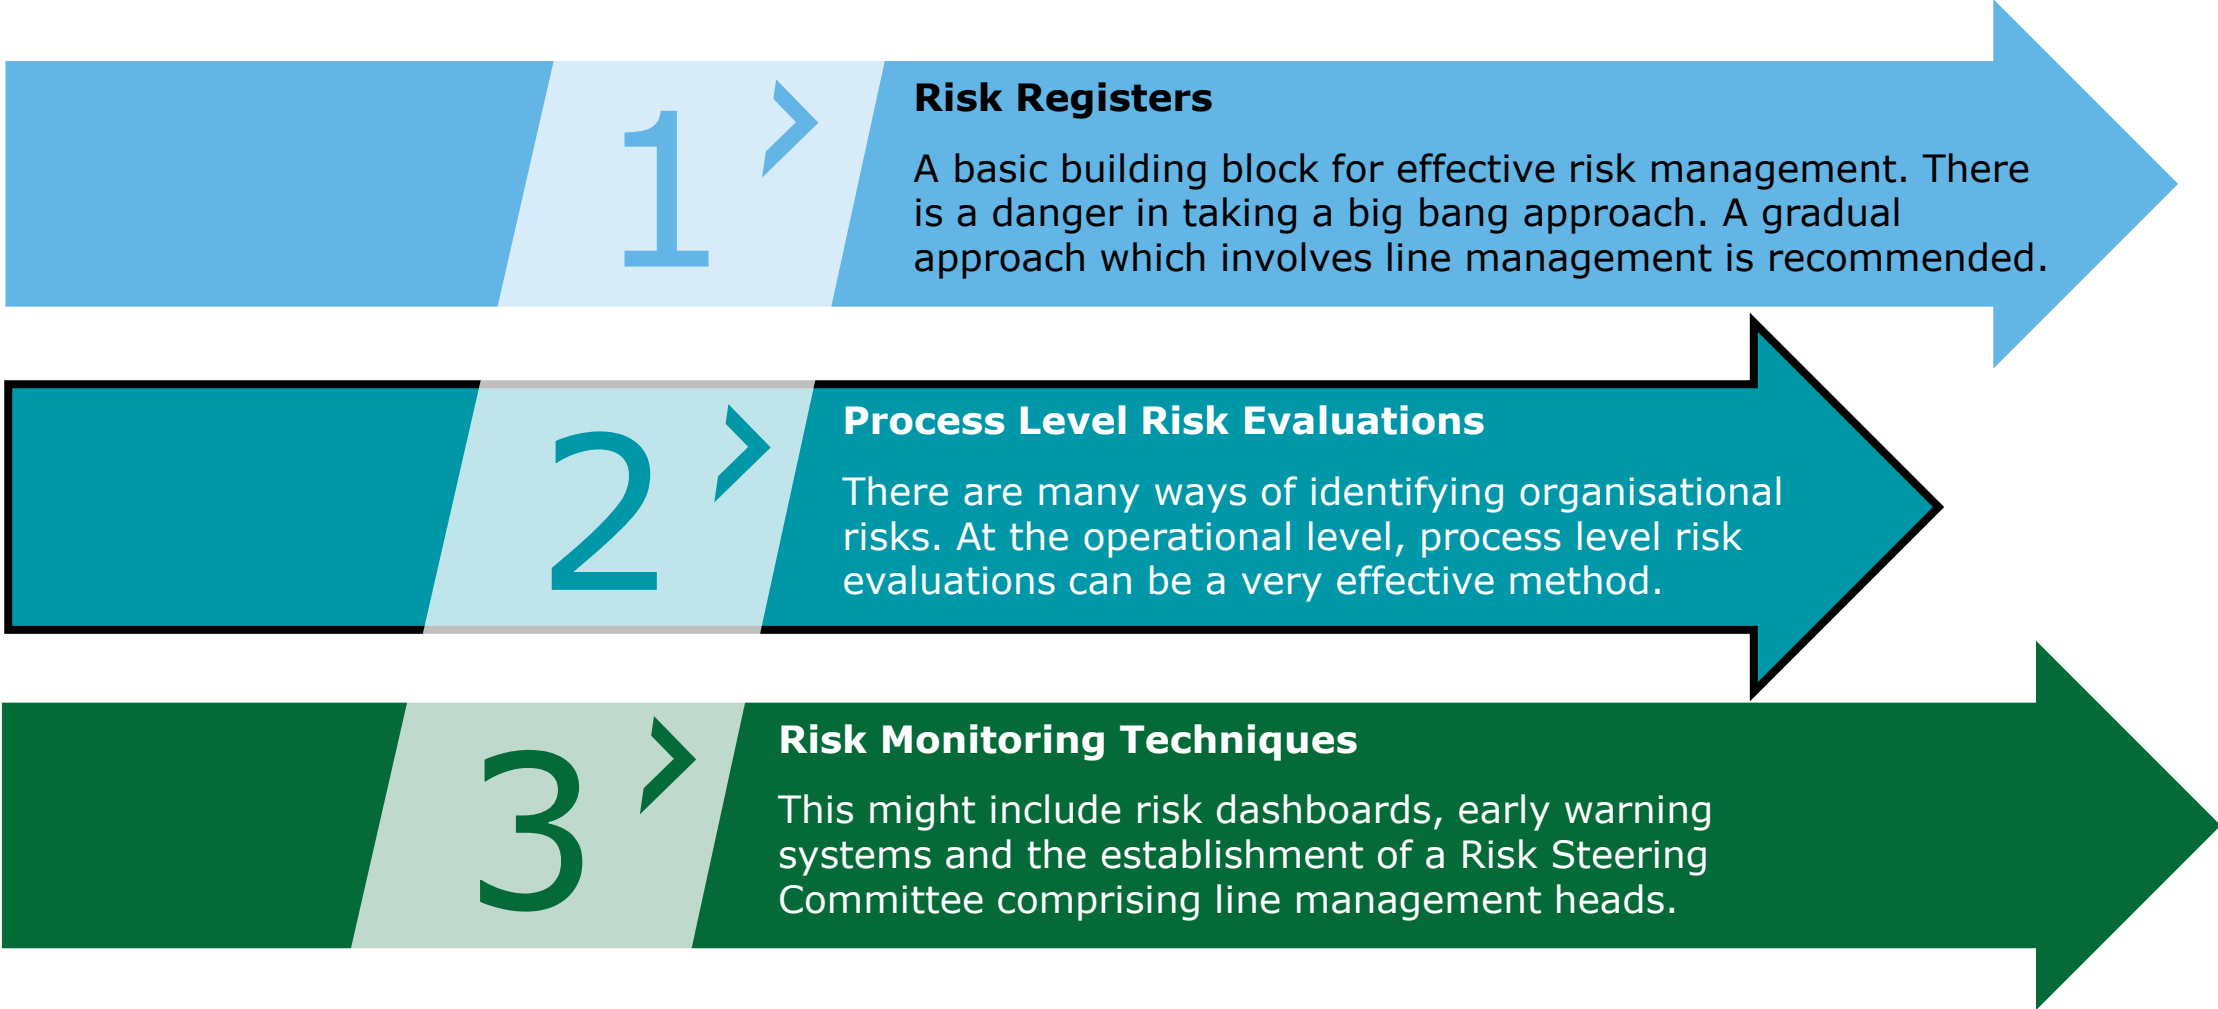 1
Risk Registers
A basic building block for effective risk management. There
is a danger in taking a big bang approach. A gradual
approach which involves line management is recommended.
2
Process Level Risk Evaluations
There are many ways of identifying organisational
risks. At the operational level, process level risk
evaluations can be a very effective method.
3
Risk Monitoring Techniques
This might include risk dashboards, early warning
systems and the establishment of a Risk Steering
Committee comprising line management heads.